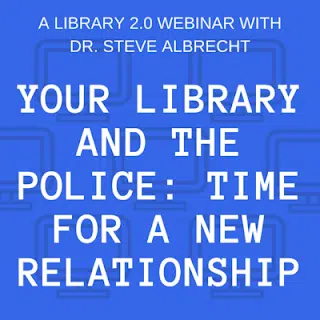 A LIBRARY 2.0 WEBINAR WITH
DR. STEVE ALBRECHT
YOUR LIBRARY
AND THE
POLICE: TIME
FOR A NEW
RELATIONSHIP